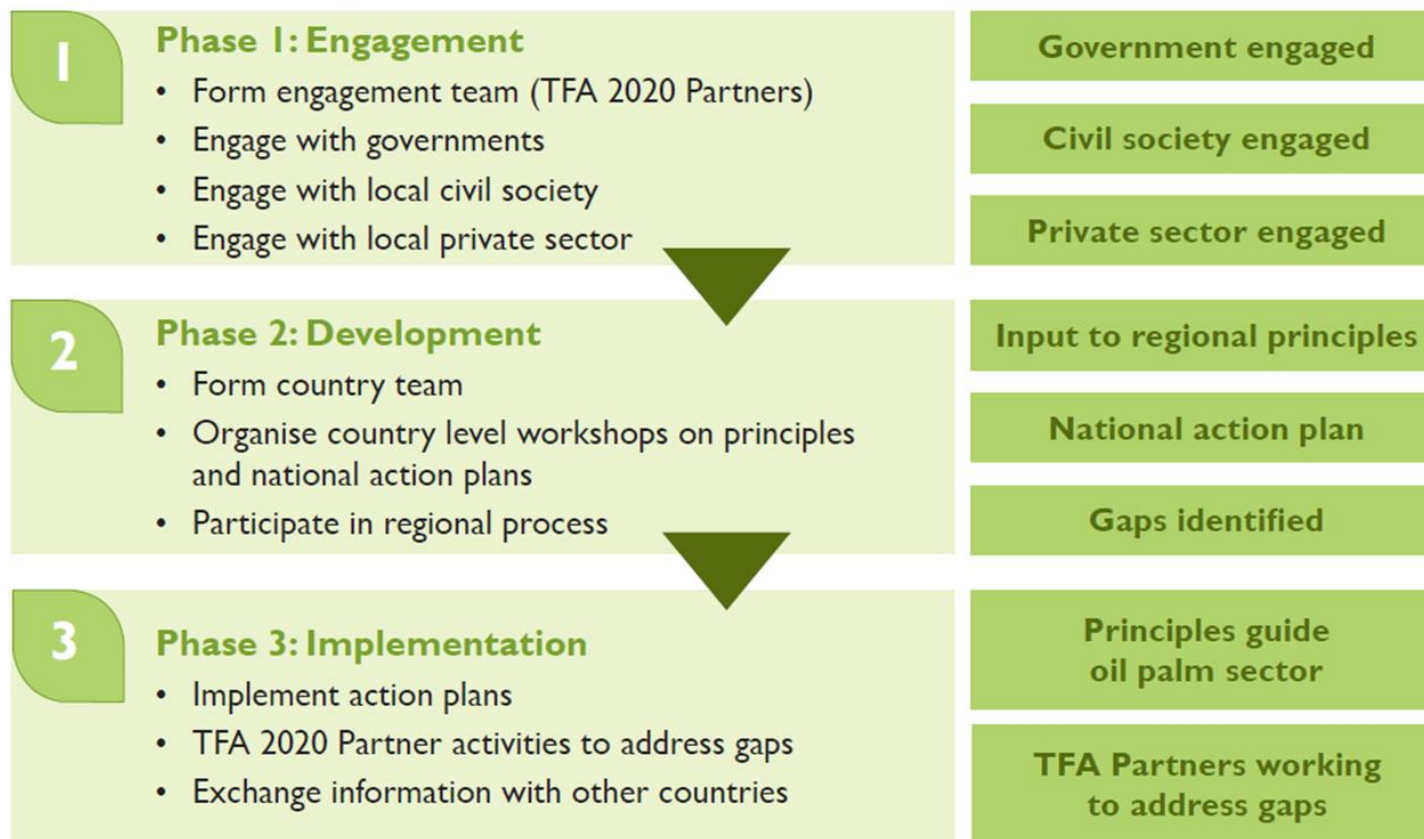 1
Phase 1: Engagement
• Form engagement team (TFA 2020 Partners)
• Engage with governments
• Engage with local civil society
• Engage with local private sector
Government engaged
Civil society engaged
Private sector engaged
2
Phase 2: Development
• Form country team
• Organise country level workshops on principles
and national action plans
• Participate in regional process
Input to regional principles
National action plan
Gaps identified
3
Phase 3: Implementation
• Implement action plans
• TFA 2020 Partner activities to address gaps
• Exchange information with other countries
Principles guide
oil palm sector
TFA Partners working
to address gaps